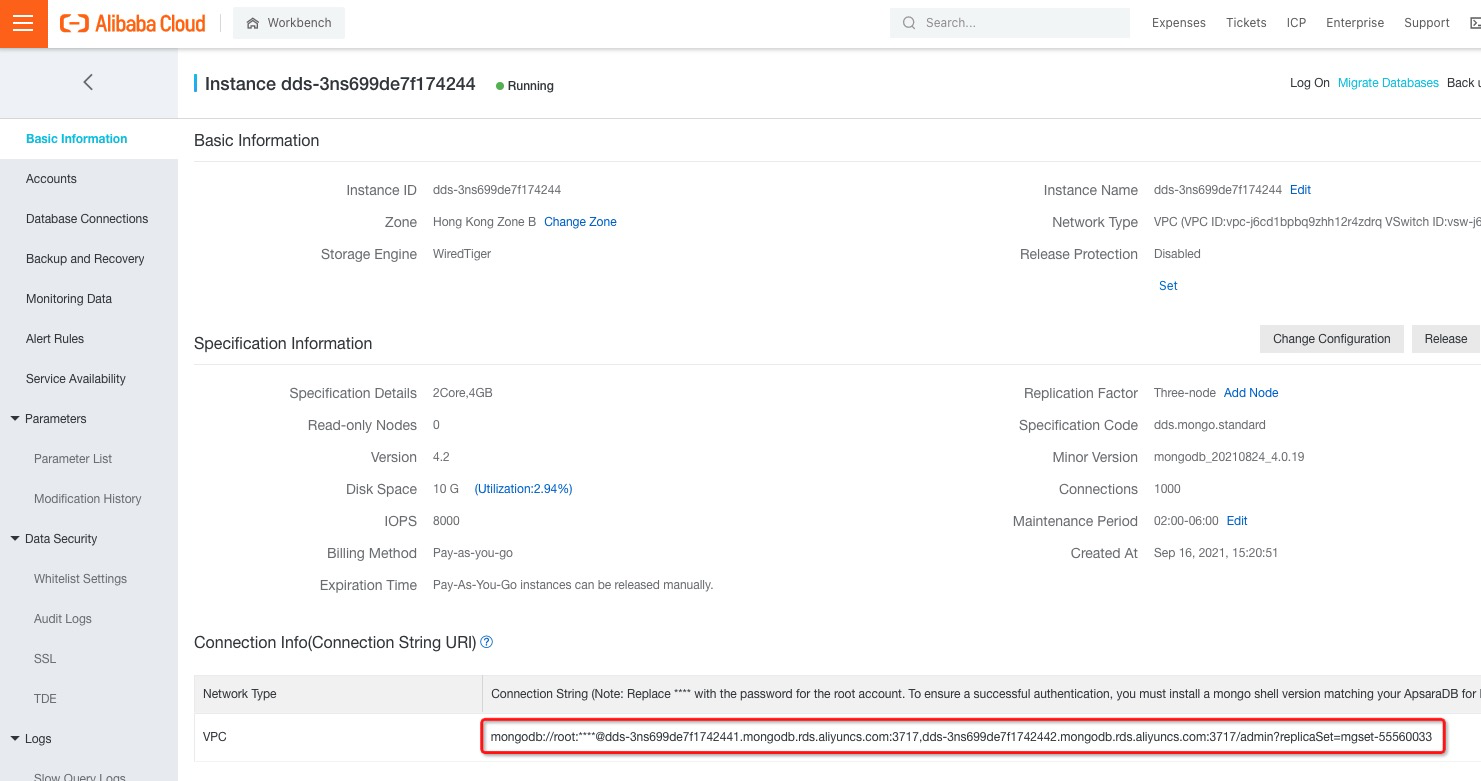 Alibaba Cloud
Workbench
Search...
Expenses
Tickets
ICP
Enterprise
Support
Instance dds-3ns699de7f174244
Running
Log On
Migrate Databases
Back u
Basic Information
Accounts
Database Connections
Backup and Recovery
Monitoring Data
Alert Rules
Service Availability
Parameters
Parameter List
Modification History
Data Security
Whitelist Settings
Audit Logs
SSL
TDE
Logs
Slow Query Logs
Basic Information
Instance ID dds-3ns699de7f174244
Instance Name dds-3ns699de7f174244 Edit
Zone Hong Kong Zone B Change Zone
Network Type VPC (VPC ID:vpc-j6cd1bpbq9zhh12r4zdrq VSwitch ID:vsw-j6
Storage Engine WiredTiger
Release Protection Disabled
Set
Specification Information
Change Configuration
Release
Specification Details 2Core,4GB
Replication Factor Three-node Add Node
Read-only Nodes 0
Specification Code dds.mongo.standard
Version 4.2
Minor Version mongodb_20210824_4.0.19
Disk Space 10 G (Utilization:2.94%)
Connections 1000
IOPS 8000
Maintenance Period 02:00-06:00 Edit
Billing Method Pay-as-you-go
Created At Sep 16, 2021, 15:20:51
Expiration Time Pay-As-You-Go instances can be released manually.
Connection Info(Connection String URI) ?
Network Type
Connection String (Note: Replace **** with the password for the root account. To ensure a successful authentication, you must install a mongo shell version matching your ApsaraDB for
VPC
mongodb://root:****@dds-3ns699de7f1742441.mongodb.rds.aliyuncs.com:3717,dds-3ns699de7f1742442.mongodb.rds.aliyuncs.com:3717/admin?replicaSet=mgset-55560033